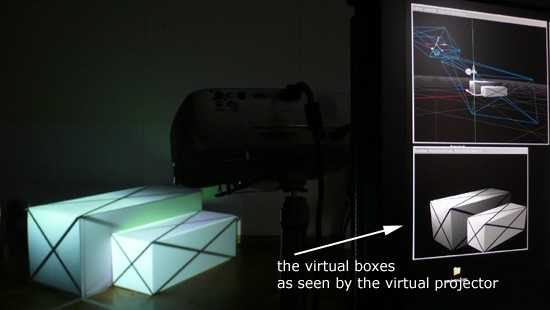 the virtual boxes
as seen by the virtual projector